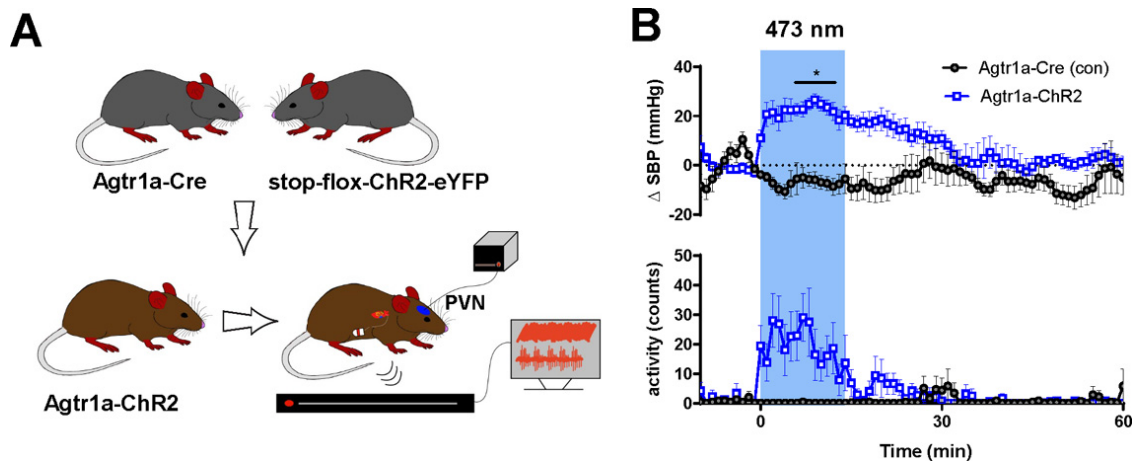 A
Agtr1a-Cre
stop-flox-ChR2-eYFP
Agtr1a-ChR2
PVN
B
473 nm
*
Agtr1a-Cre (con)
Agtr1a-ChR2
Δ SBP (mmHg)
40
20
0
-20
activity (counts)
50
40
30
20
10
0
0
30
60
Time (min)